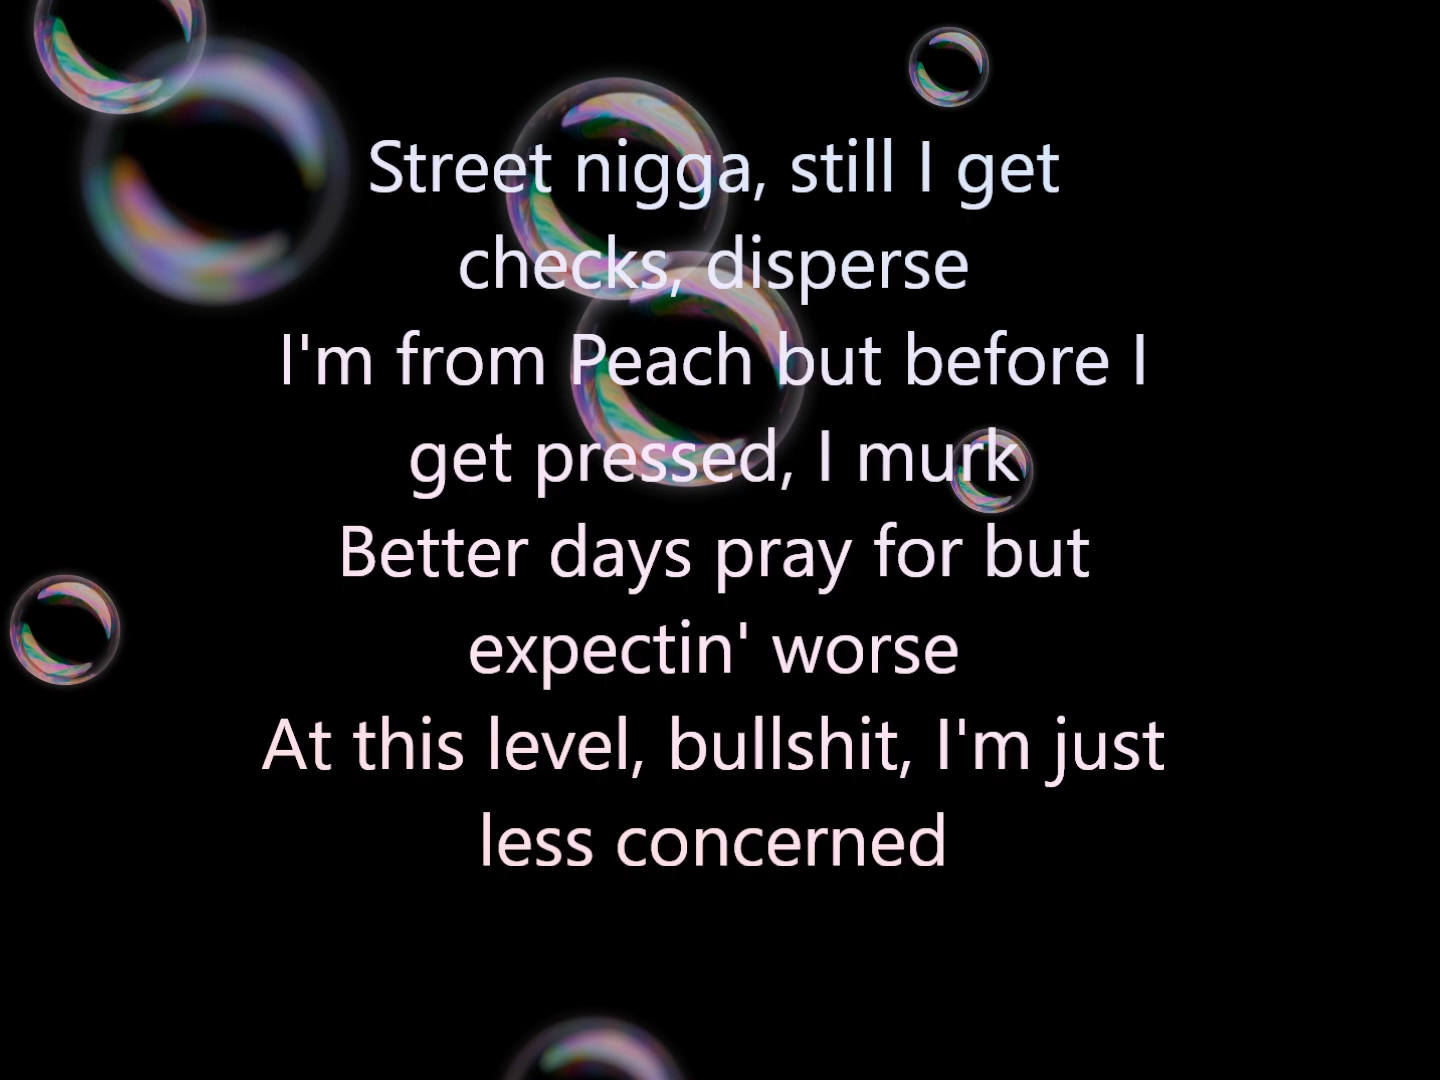 Street nigga, still I get
checks, disperse
I'm from Peach but before I
get pressed, I murk
Better days pray for but
expectin' worse
At this level, bullshit, I'm just
less concerned